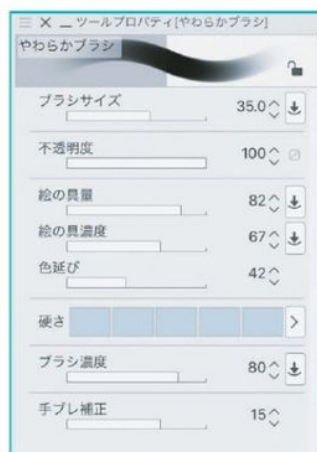 ツールプロパティ[やわらかブラシ]
やわらかブラシ
ブラシサイズ 35.0
不透明度 100
絵の具量 82
絵の具濃度 67
色延び 42
硬さ
ブラシ濃度 80
手ブレ補正 15